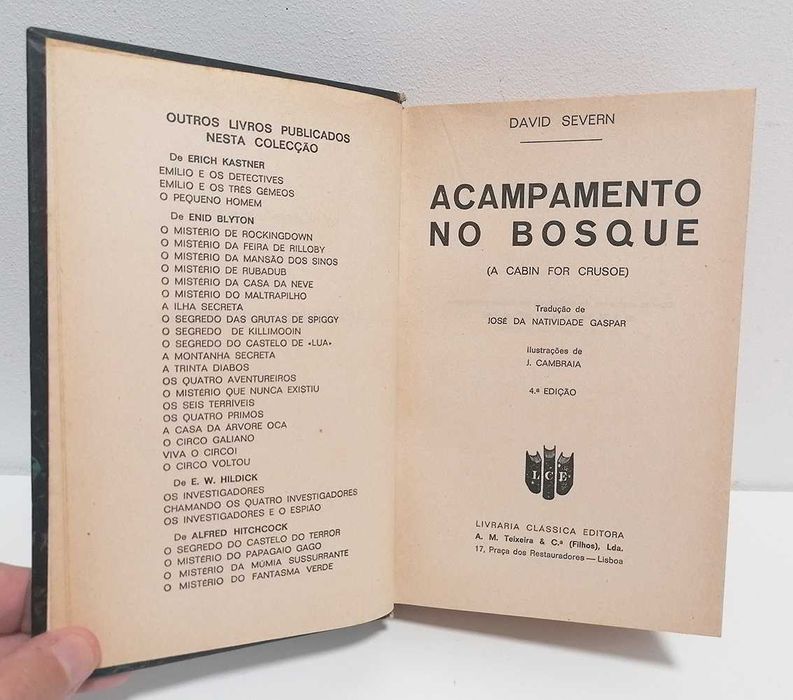 OUTROS LIVROS PUBLICADOS
NESTA COLECÇÃO
De ERICH KASTNER
EMÍLIO E OS DETECTIVES
EMÍLIO E OS TRÊS GÉMEOS
O PEQUENO HOMEM
De ENID BLYTON
O MISTÉRIO DE ROCKINGDOWN
O MISTÉRIO DA FEIRA DE RILLOBY
O MISTÉRIO DA MANSÃO DOS SINOS
O MISTÉRIO DE RUBADUB
O MISTÉRIO DA CASA DA NEVE
O MISTÉRIO DO MALTRAPILHO
A ILHA SECRETA
O SEGREDO DAS GRUTAS DE SPIGGY
O SEGREDO DE KILLIMOOIN
O SEGREDO DO CASTELO DE «LUA»
A MONTANHA SECRETA
A TRINTA DIABOS
OS QUATRO AVENTUREIROS
O MISTÉRIO QUE NUNCA EXISTIU
OS SEIS TERRÍVEIS
OS QUATRO PRIMOS
A CASA DA ÁRVORE OCA
O CIRCO GALIANO
VIVA O CIRCO!
O CIRCO VOLTOU
De E. W. HILDICK
OS INVESTIGADORES
CHAMANDO OS QUATRO INVESTIGADORES
OS INVESTIGADORES E O ESPIÃO
De ALFRED HITCHCOCK
O SEGREDO DO CASTELO DO TERROR
O MISTÉRIO DO PAPAGAIO GAGO
O MISTÉRIO DA MÚMIA SUSSURRANTE
O MISTÉRIO DO FANTASMA VERDE
DAVID SEVERN
ACAMPAMENTO
NO BOSQUE
(A CABIN FOR CRUSOE)
Tradução de
JOSÉ DA NATIVIDADE GASPAR
Ilustrações de
J. CAMBRAIA
4.ª EDIÇÃO
LCE
LIVRARIA CLÁSSICA EDITORA
A. M. Teixeira & C.ª (Filhos), Lda.
17, Praça dos Restauradores — Lisboa